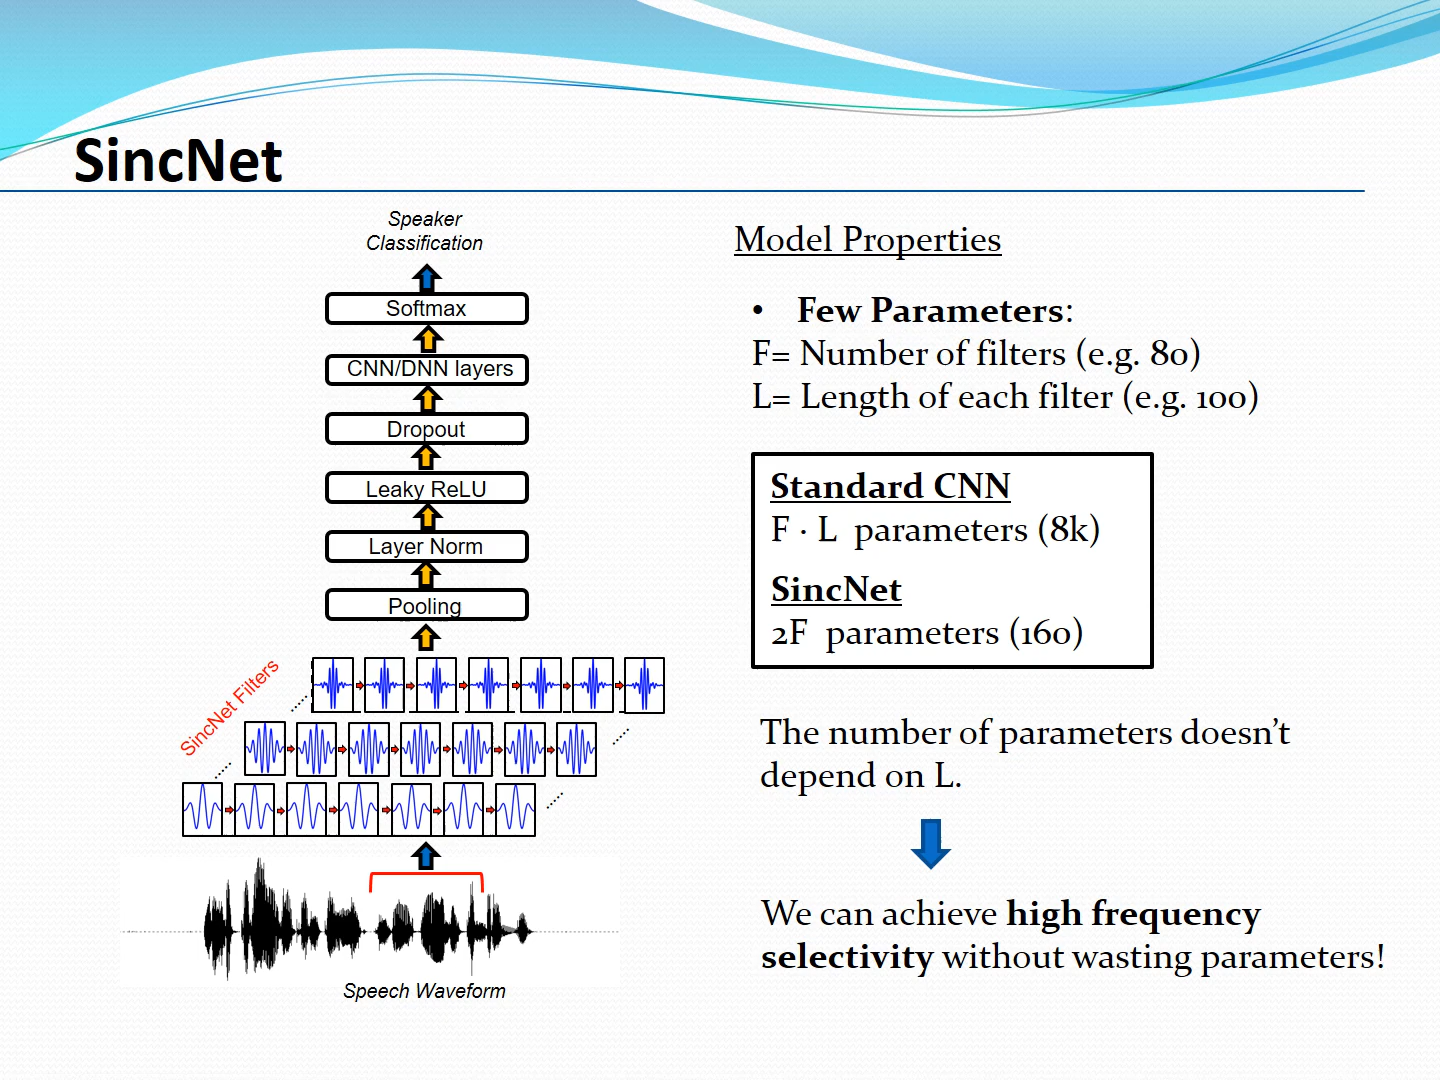 SincNet
Speaker
Classification
Softmax
CNN/DNN layers
Dropout
Leaky ReLU
Layer Norm
Pooling
SincNet Filters
Speech Waveform
Model Properties
• Few Parameters:
F= Number of filters (e.g. 80)
L= Length of each filter (e.g. 100)
Standard CNN
F · L parameters (8k)
SincNet
2F parameters (160)
The number of parameters doesn’t
depend on L.
We can achieve high frequency
selectivity without wasting parameters!